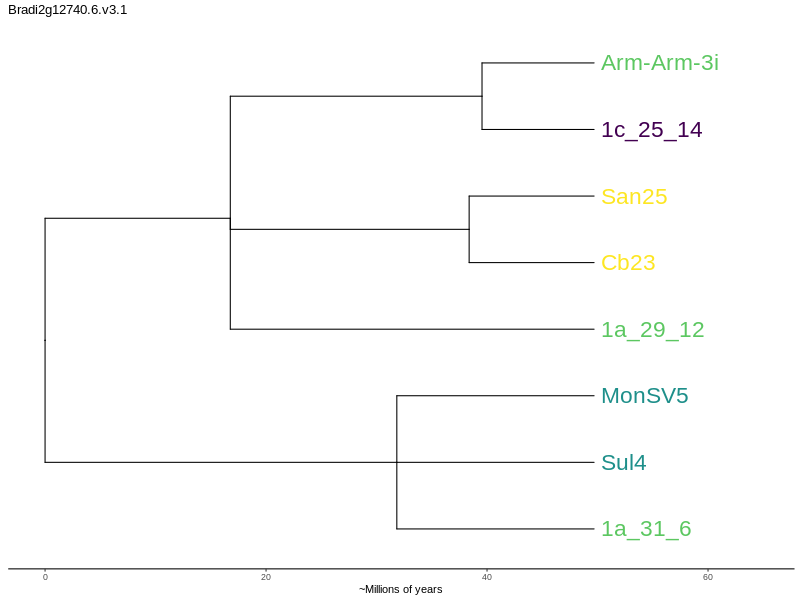 Bradi2g12740.6.v3.1
Arm-Arm-3i
1c_25_14
San25
Cb23
1a_29_12
MonSV5
Sul4
1a_31_6
0 20 40 60
~Millions of years